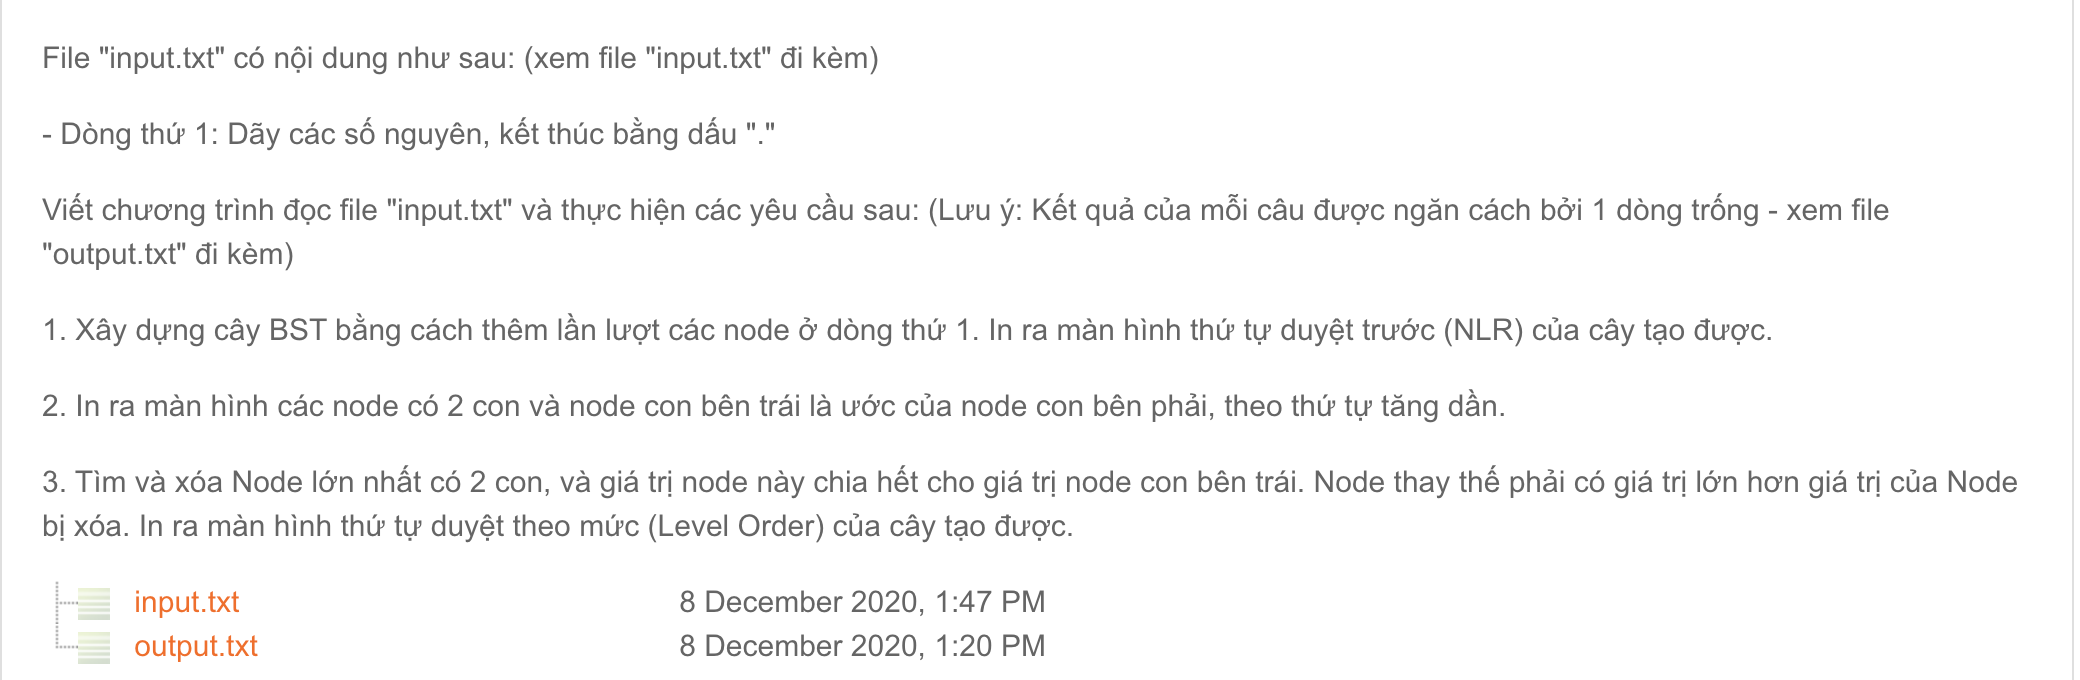 File "input.txt" có nội dung như sau: (xem file "input.txt" đi kèm)
- Dòng thứ 1: Dãy các số nguyên, kết thúc bằng dấu "."
Viết chương trình đọc file "input.txt" và thực hiện các yêu cầu sau: (Lưu ý: Kết quả của mỗi câu được ngăn cách bởi 1 dòng trống - xem file
"output.txt" đi kèm)
1. Xây dựng cây BST bằng cách thêm lần lượt các node ở dòng thứ 1. In ra màn hình thứ tự duyệt trước (NLR) của cây tạo được.
2. In ra màn hình các node có 2 con và node con bên trái là ước của node con bên phải, theo thứ tự tăng dần.
3. Tìm và xóa Node lớn nhất có 2 con, và giá trị node này chia hết cho giá trị node con bên trái. Node thay thế phải có giá trị lớn hơn giá trị của Node
bị xóa. In ra màn hình thứ tự duyệt theo mức (Level Order) của cây tạo được.
input.txt 8 December 2020, 1:47 PM
output.txt 8 December 2020, 1:20 PM